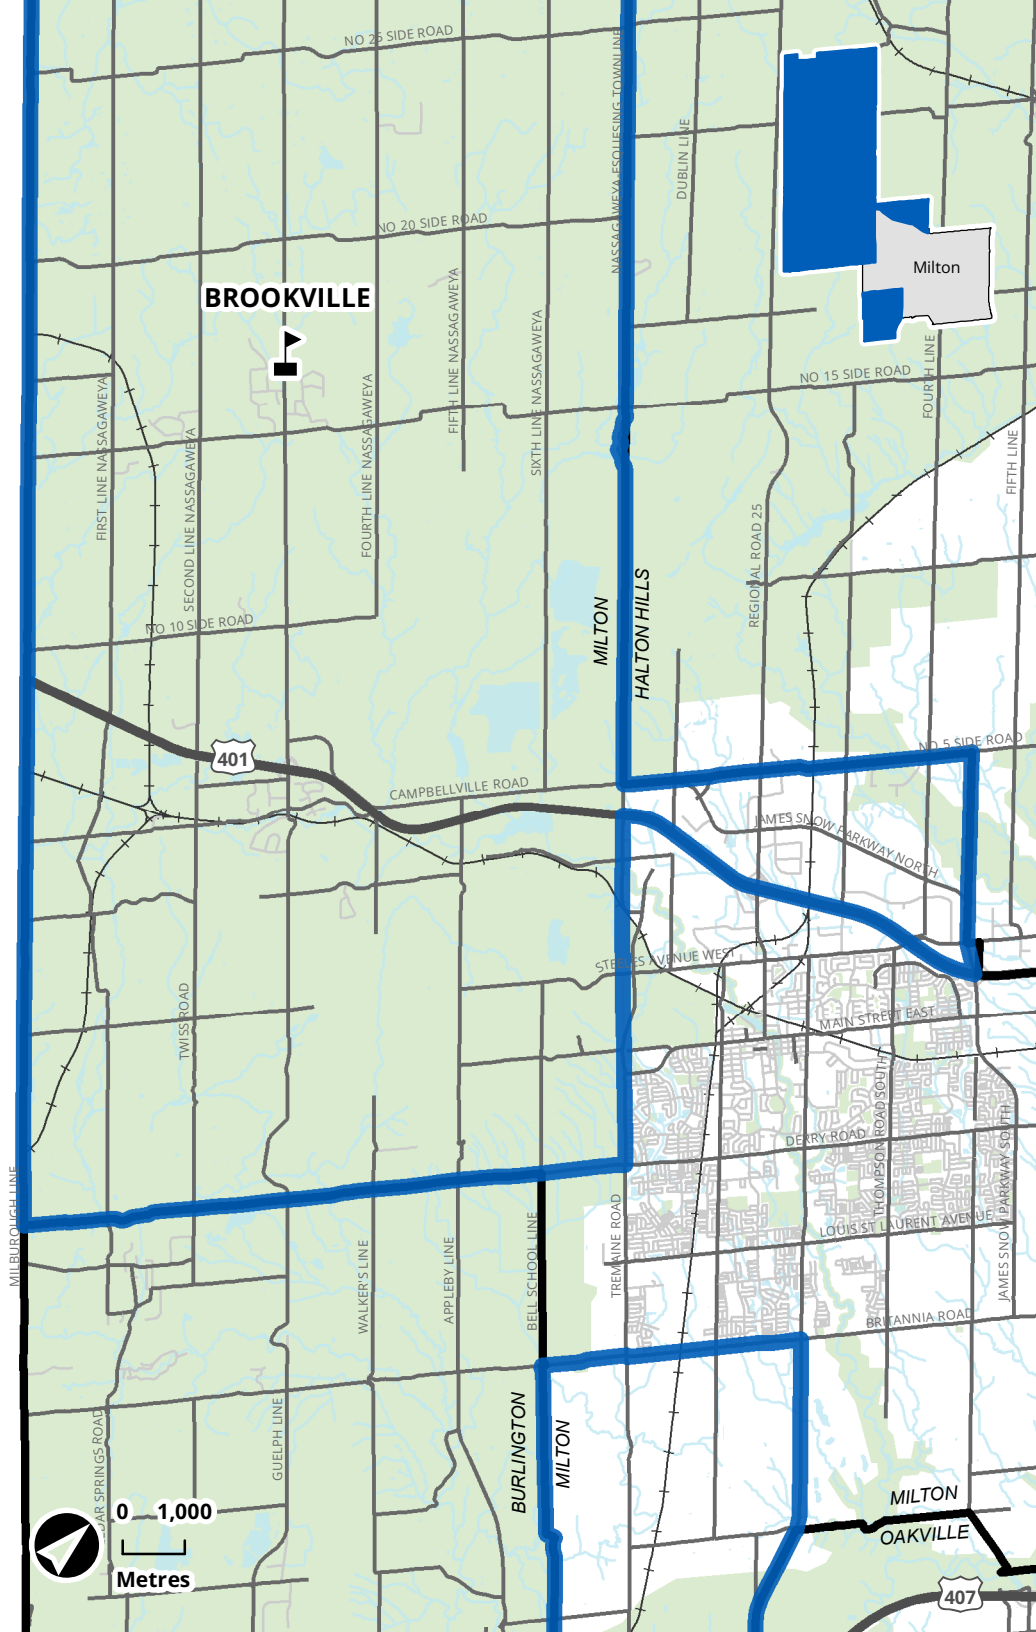 NO 25 SIDE ROAD
NASSAGAWEYA-ESQUESING TOWNLINE
DUBLIN LINE
NO 20 SIDE ROAD
Milton
BROOKVILLE
FIFTH LINE NASSAGAWEYA
SIXTH LINE NASSAGAWEYA
NO 15 SIDE ROAD
FOURTH LINE
FIRST LINE NASSAGAWEYA
SECOND LINE NASSAGAWEYA
FOURTH LINE NASSAGAWEYA
FIFTH LINE
REGIONAL ROAD 25
MILTON
HALTON HILLS
NO 10 SIDE ROAD
401
NO 5 SIDE ROAD
CAMPBELLVILLE ROAD
JAMES SNOW PARKWAY NORTH
STEELES AVENUE WEST
TWISS ROAD
MAIN STREET EAST
THOMPSON ROAD SOUTH
DERRY ROAD
JAMES SNOW PARKWAY SOUTH
MILBOROUGH LINE
WALKER'S LINE
APPLEBY LINE
BELL SCHOOL LINE
TREMAINE ROAD
LOUIS ST LAURENT AVENUE
BRITANNIA ROAD
DAR SPRINGS ROAD
GUELPH LINE
BURLINGTON
MILTON
MILTON
OAKVILLE
0 1,000
Metres
407